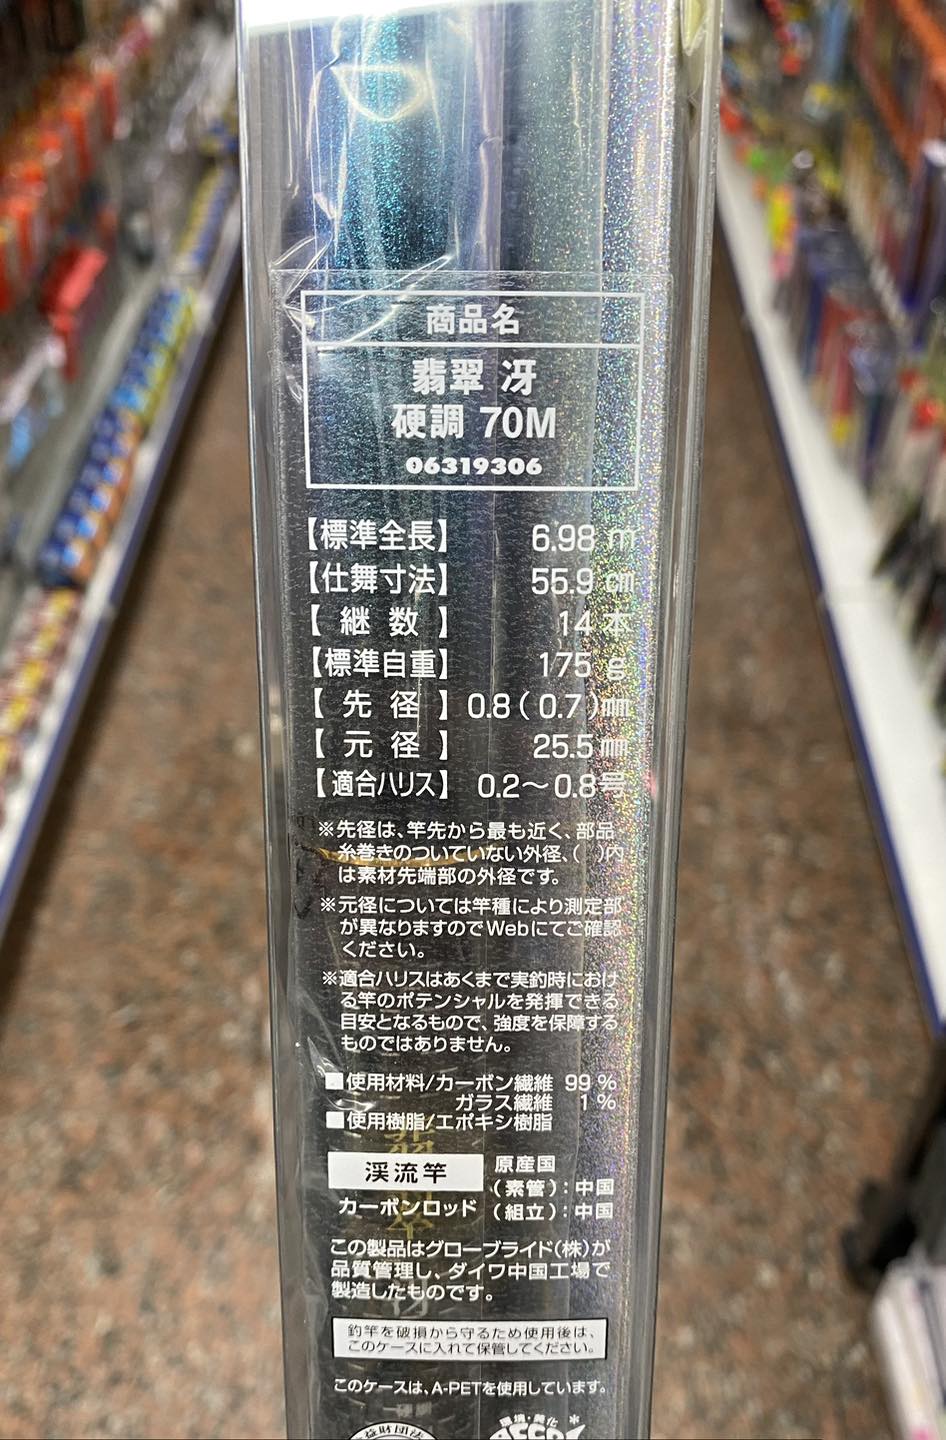 商品名
翡翠 冴
硬調 70M
06319306
【標準全長】 6.98 m
【仕舞寸法】 55.9 cm
【 継 数 】 14 本
【標準自重】 175 g
【 先 径 】 0.8 ( 0.7 )mm
【 元 径 】 25.5 mm
【適合ハリス】 0.2～0.8号
※先径は、竿先から最も近く、部品
糸巻きのついていない外径、( )内
は素材先端部の外径です。
※元径については竿種により測定部
が異なりますのでWebにてご確認
ください。
※適合ハリスはあくまで実釣時におけ
る竿のポテンシャルを発揮できる
目安となるもので、強度を保障する
ものではありません。
■使用材料/カーボン繊維 99 %
ガラス繊維 1 %
■使用樹脂/エポキシ樹脂
渓流竿
カーボンロッド
原産国
(素管):中国
(組立):中国
この製品はグローブライド(株)が
品質管理し、ダイワ中国工場で
製造したものです。
釣竿を破損から守るため使用後は、
このケースに入れて保管してください。
このケースは、A-PETを使用しています。
環境・美化